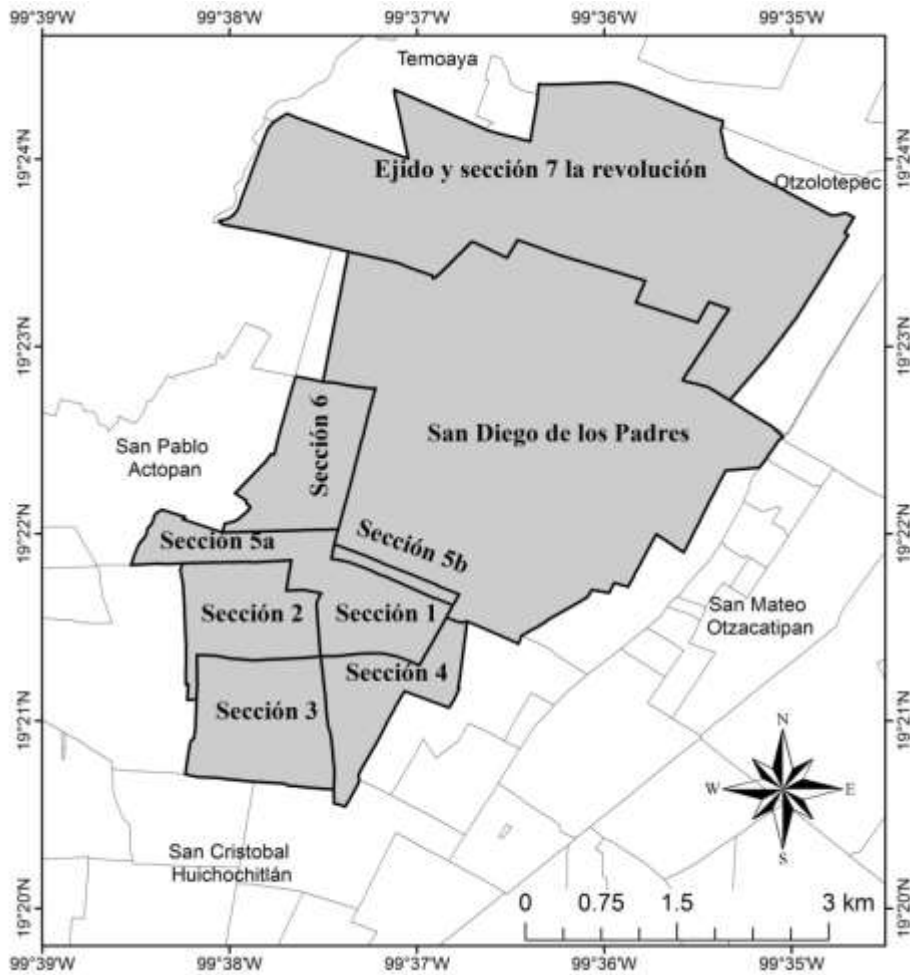 99°39'W 99°38'W 99°37'W 99°36'W 99°35'W
Temoaya
19°24'N 19°24'N
Ejído y sección 7 la revolución
Otzolotepec
19°23'N 19°23'N
Sección 6
San Diego de los Padres
San Pablo
Actopan
19°22'N 19°22'N
Sección 5a
Sección 5b
Sección 2
Sección 1
San Mateo
Otzacatipan
Sección 4
19°21'N 19°21'N
Sección 3
N
W E
S
San Cristobal
Huichochitlán
0 0.75 1.5 3 km
19°20'N 19°20'N
99°39'W 99°38'W 99°37'W 99°36'W 99°35'W